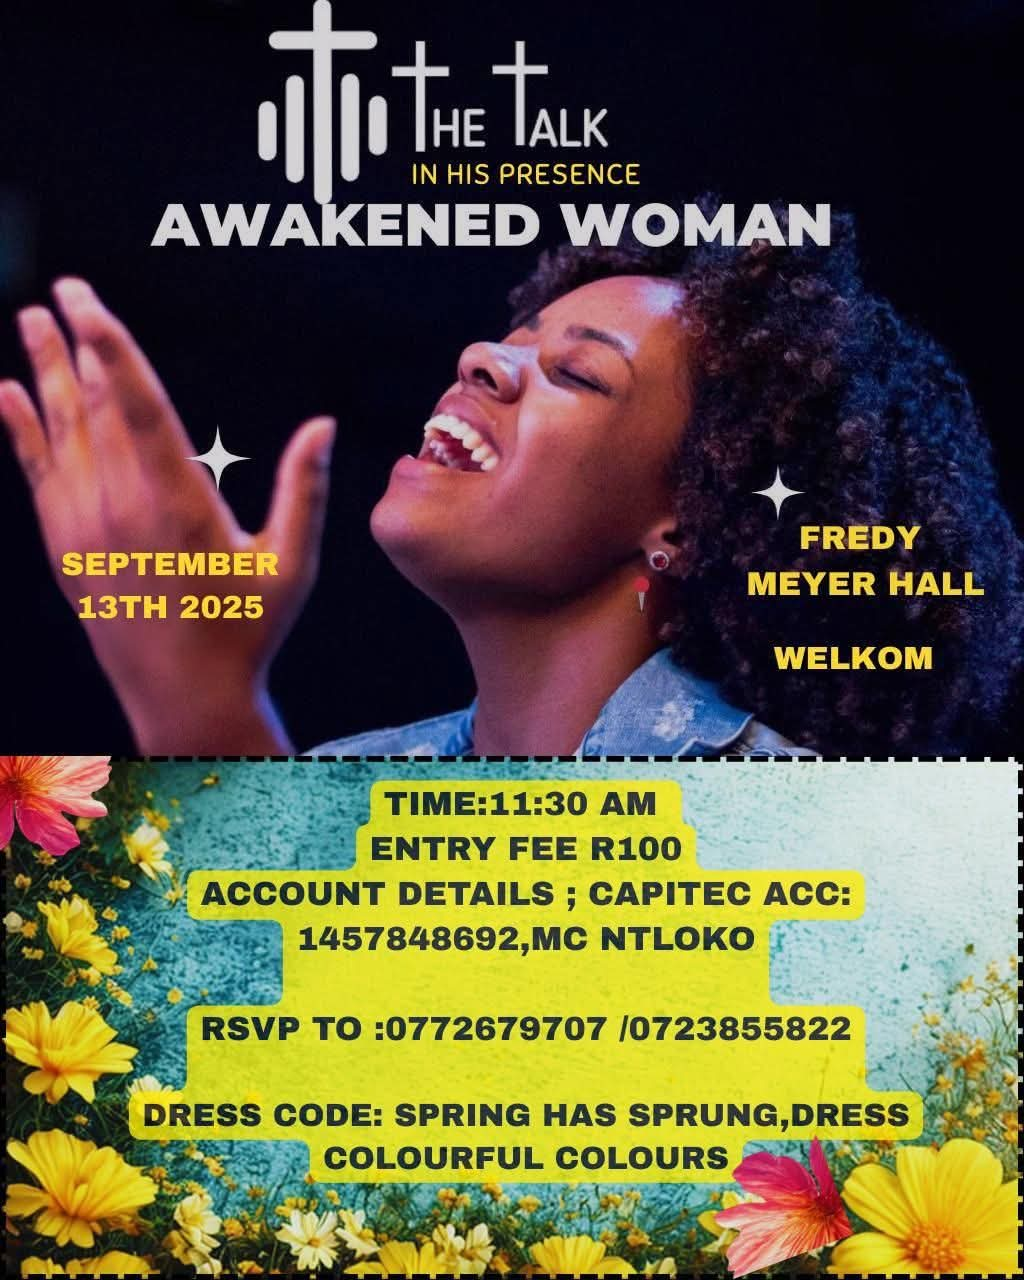 THE TALK
IN HIS PRESENCE
AWAKENED WOMAN
SEPTEMBER
13TH 2025
FREDY
MEYER HALL
WELKOM
TIME:11:30 AM
ENTRY FEE R100
ACCOUNT DETAILS ; CAPITEC ACC:
1457848692,MC NTLOKO
RSVP TO :0772679707 /0723855822
DRESS CODE: SPRING HAS SPRUNG,DRESS
COLOURFUL COLOURS